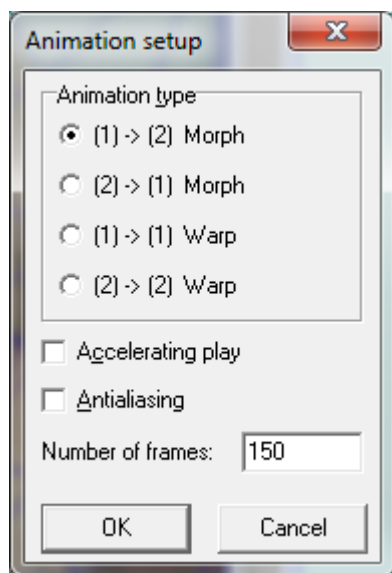 Animation setup
Animation type
(1) -> (2) Morph
(2) -> (1) Morph
(1) -> (1) Warp
(2) -> (2) Warp
Accelerating play
Antialiasing
Number of frames: 150
OK Cancel